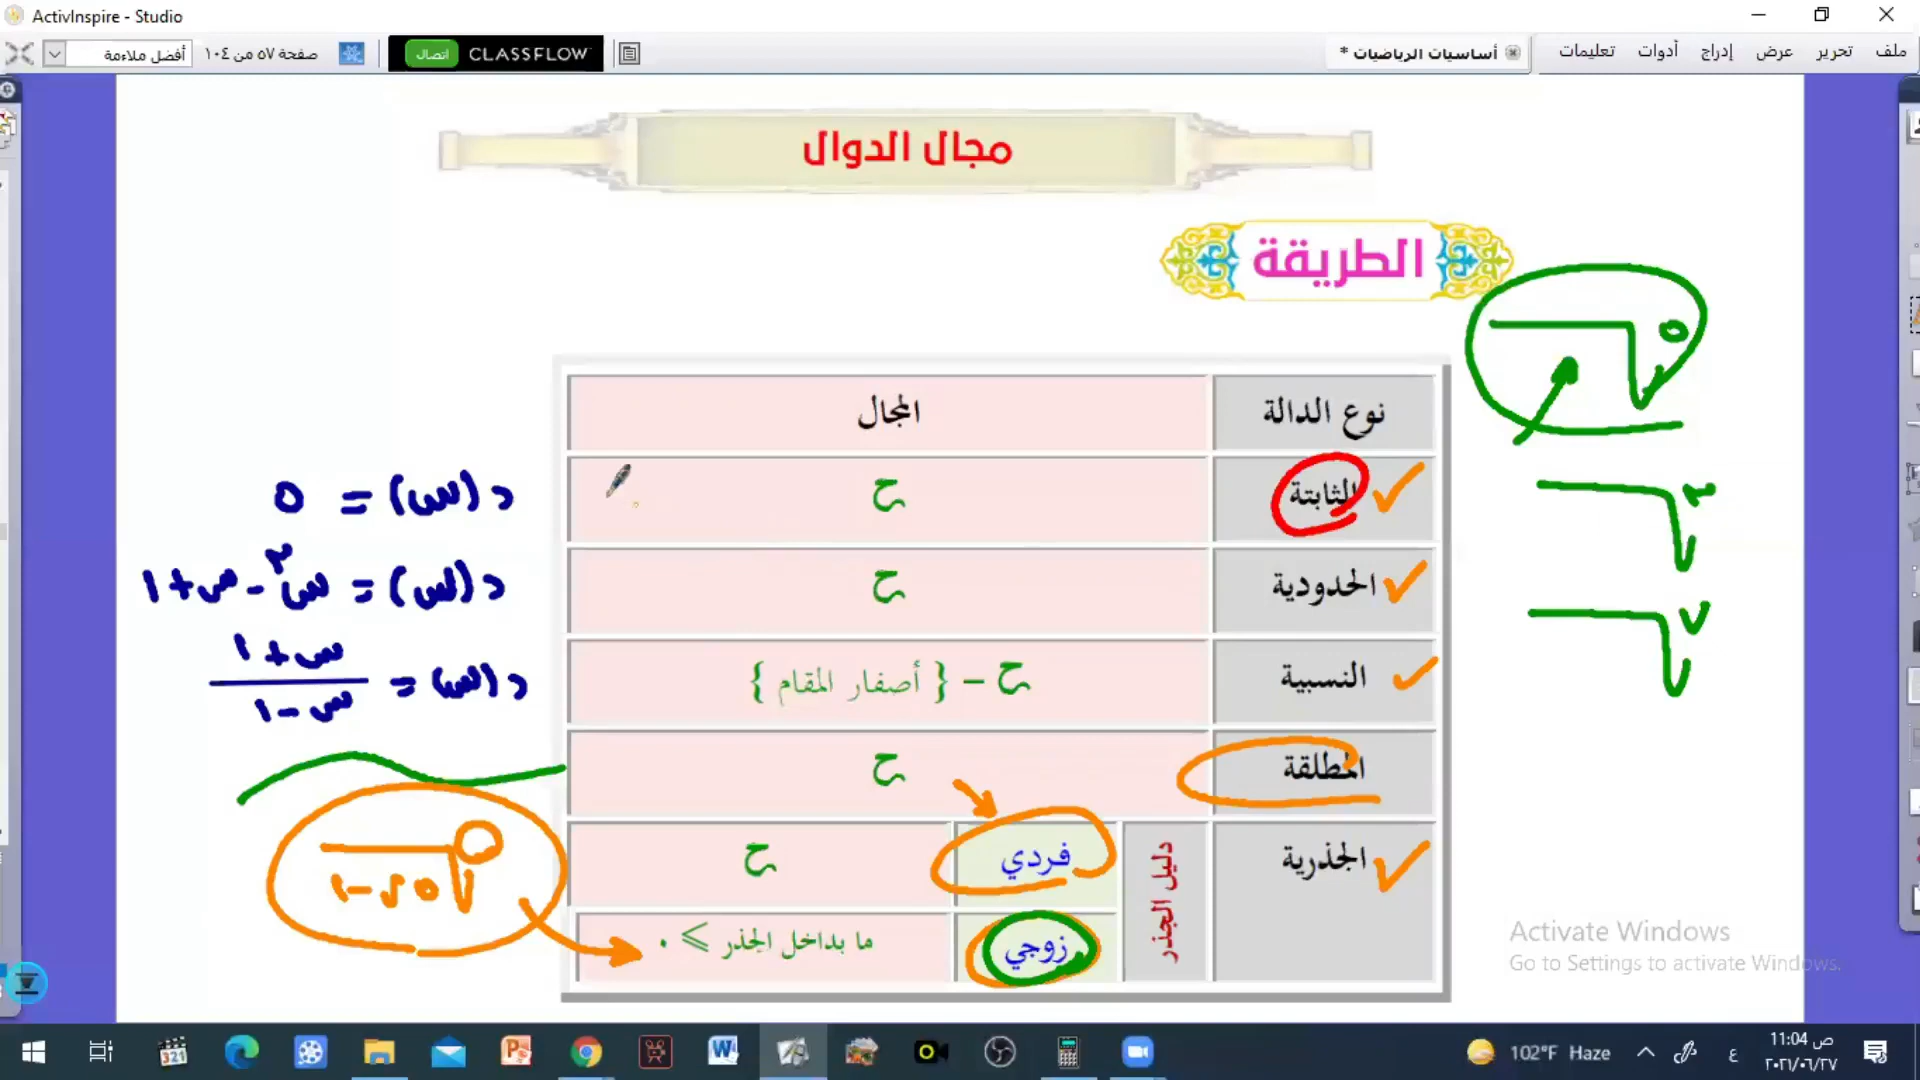 ActivInspire - Studio
ملف تحرير عرض إدراج أدوات تعليمات
أساسيات الرياضيات *
CLASSFLOW اتصال
صفحة ٥٧ من ١٠٤
أفضل ملاءمة
مجال الدوال
الطريقة
نوع الدالة المجال
الثابتة ح
الحدودية ح
النسبية ح - { أصفار المقام }
المطلقة ح
الجذرية دليل الجذر فردي ح
زوجي ما بداخل الجذر ⩾ ٠
د(س) = ٥
د(س) = س٢ - س + ١
د(س) = س + ١ / س - ١
Activate Windows
Go to Settings to activate Windows.
102°F Haze
ع
11:04 ص
٢٠٢١/٠٦/٢٧